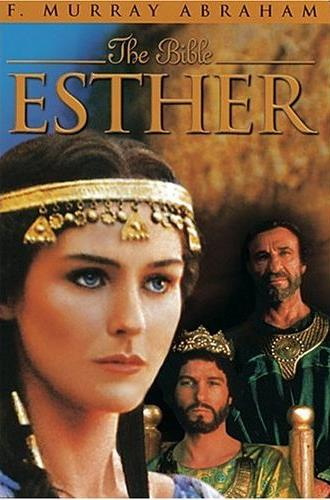 F. MURRAY ABRAHAM
The Bible
ESTHER